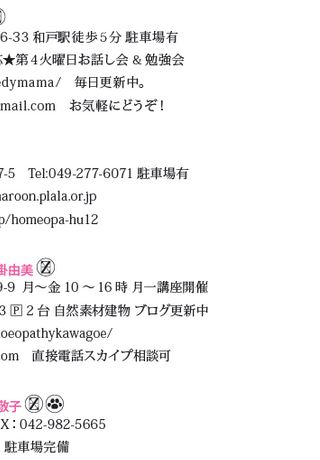 6-33 和戸駅徒歩5分 駐車場有
★第4火曜日お話し会 & 勉強会
edymama/ 毎日更新中。
mail.com お気軽にどうぞ!
7-5 Tel:049-277-6071 駐車場有
naroon.plala.or.jp
p/homeopa-hu12
掛由美
9-9 月〜金 10 〜 16 時 月一講座開催
3 P 2 台 自然素材建物 ブログ更新中
oeopathykawagoe/
om 直接電話スカイプ相談可
敬子
X:042-982-5665
駐車場完備